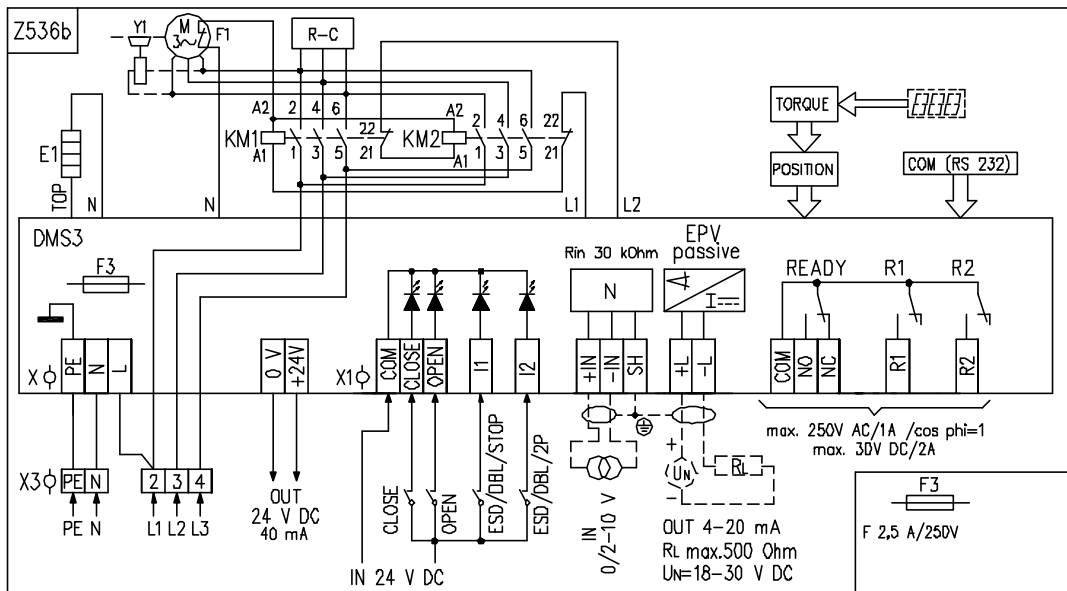 Z536b
Y1
M
3~
F1
R-C
A2 2 4 6
KM1
22
A1 1 3 5 21
A2 2 4 6 22
KM2
A1 1 3 5 21
TORQUE
POSITION
COM (RS 232)
E1
TOP
N
N
L1
L2
DMS3
F3
Rin 30 kOhm
N
EPV
passive
I
READY
R1
R2
X
PE
N
L
0 V
+24V
X1
COM
CLOSE
OPEN
I1
I2
+IN
-IN
SH
+L
-L
COM
NO
NC
R1
R2
max. 250V AC/1A /cos phi=1
max. 30V DC/2A
X3
PE
N
2
3
4
PE N
L1 L2 L3
OUT
24 V DC
40 mA
CLOSE
OPEN
ESD/DBL/STOP
ESD/DBL/2P
IN 24 V DC
IN
0/2-10 V
+
UN
-
RL
OUT 4-20 mA
RL max.500 Ohm
UN=18-30 V DC
F3
F 2,5 A/250V